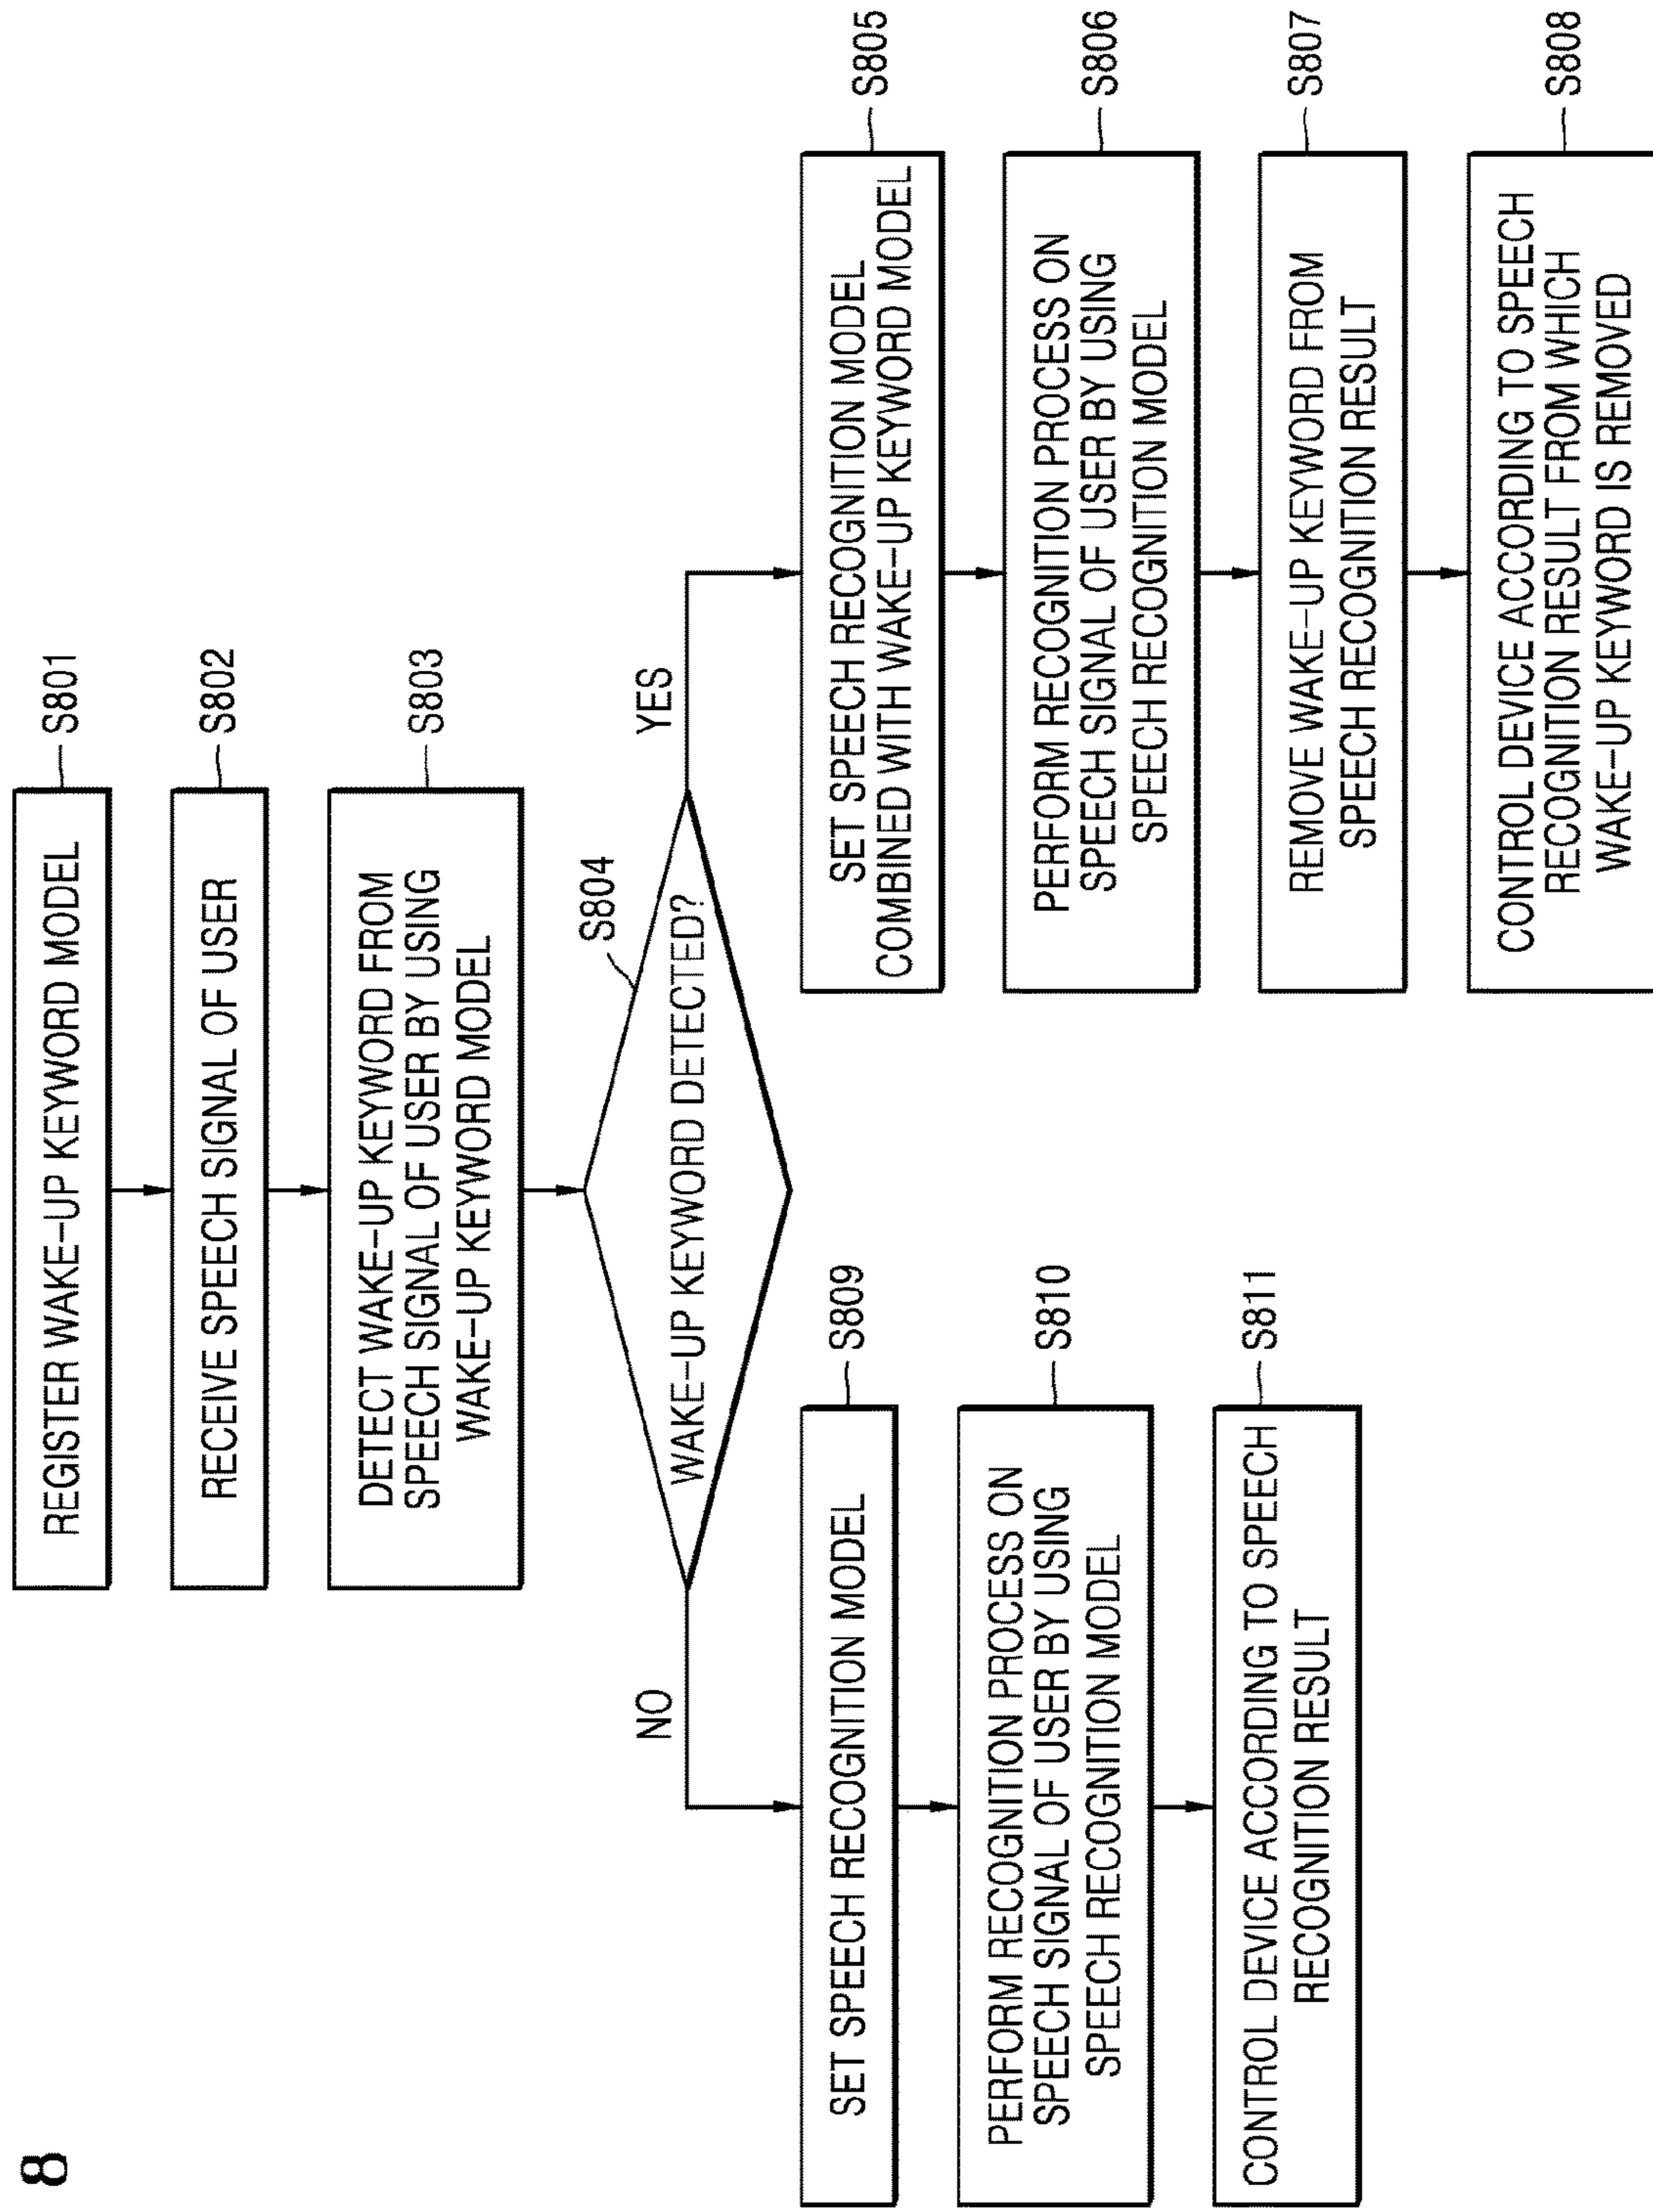 8
REGISTER WAKE-UP KEYWORD MODEL
S801
RECEIVE SPEECH SIGNAL OF USER
S802
DETECT WAKE-UP KEYWORD FROM
SPEECH SIGNAL OF USER BY USING
WAKE-UP KEYWORD MODEL
S803
S804
WAKE-UP KEYWORD DETECTED?
NO
YES
SET SPEECH RECOGNITION MODEL
COMBINED WITH WAKE-UP KEYWORD MODEL
S805
PERFORM RECOGNITION PROCESS ON
SPEECH SIGNAL OF USER BY USING
SPEECH RECOGNITION MODEL
S806
REMOVE WAKE-UP KEYWORD FROM
SPEECH RECOGNITION RESULT
S807
CONTROL DEVICE ACCORDING TO SPEECH
RECOGNITION RESULT FROM WHICH
WAKE-UP KEYWORD IS REMOVED
S808
SET SPEECH RECOGNITION MODEL
S809
PERFORM RECOGNITION PROCESS ON
SPEECH SIGNAL OF USER BY USING
SPEECH RECOGNITION MODEL
S810
CONTROL DEVICE ACCORDING TO SPEECH
RECOGNITION RESULT
S811